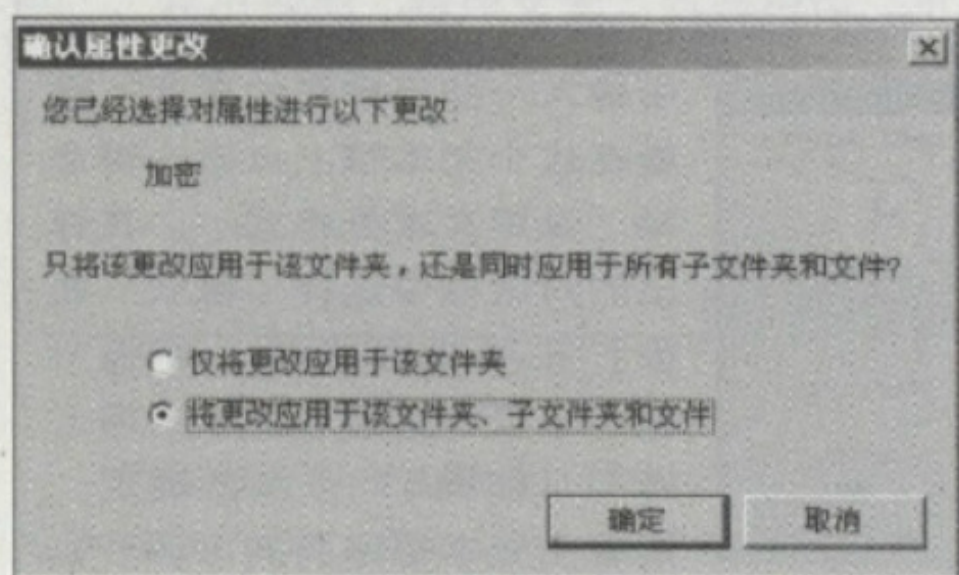 确认属性更改
您已经选择对属性进行以下更改:
加密
只将该更改应用于该文件夹，还是同时应用于所有子文件夹和文件?
仅将更改应用于该文件夹
将更改应用于该文件夹、子文件夹和文件
确定
取消